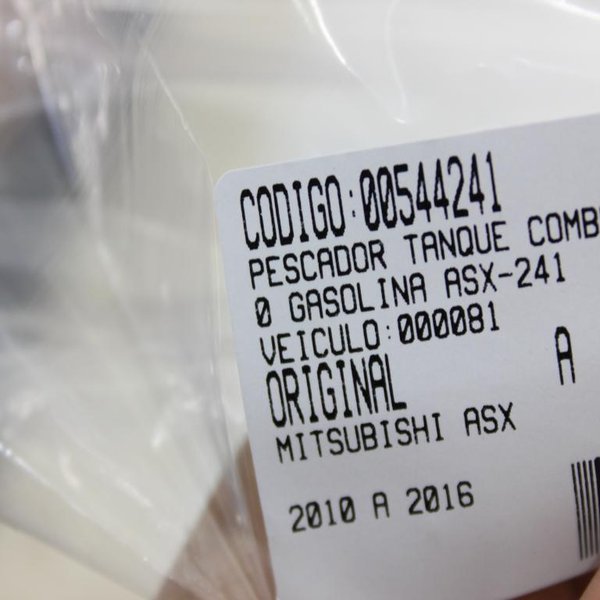 CODIGO:00544241
PESCADOR TANQUE COMB
0 GASOLINA ASX-241
VEICULO:000081
ORIGINAL A
MITSUBISHI ASX
2010 A 2016